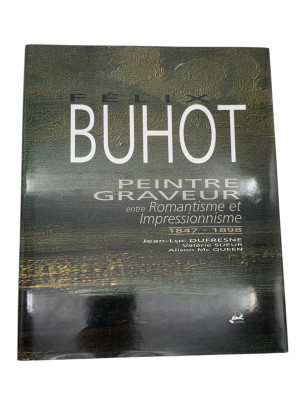 FÉLIX
BUHOT
PEINTRE
GRAVEUR
entre Romantisme et
Impressionnisme
1847 - 1898
Jean-Luc DUFRESNE
Valérie SUEUR
Alison Mc QUEEN